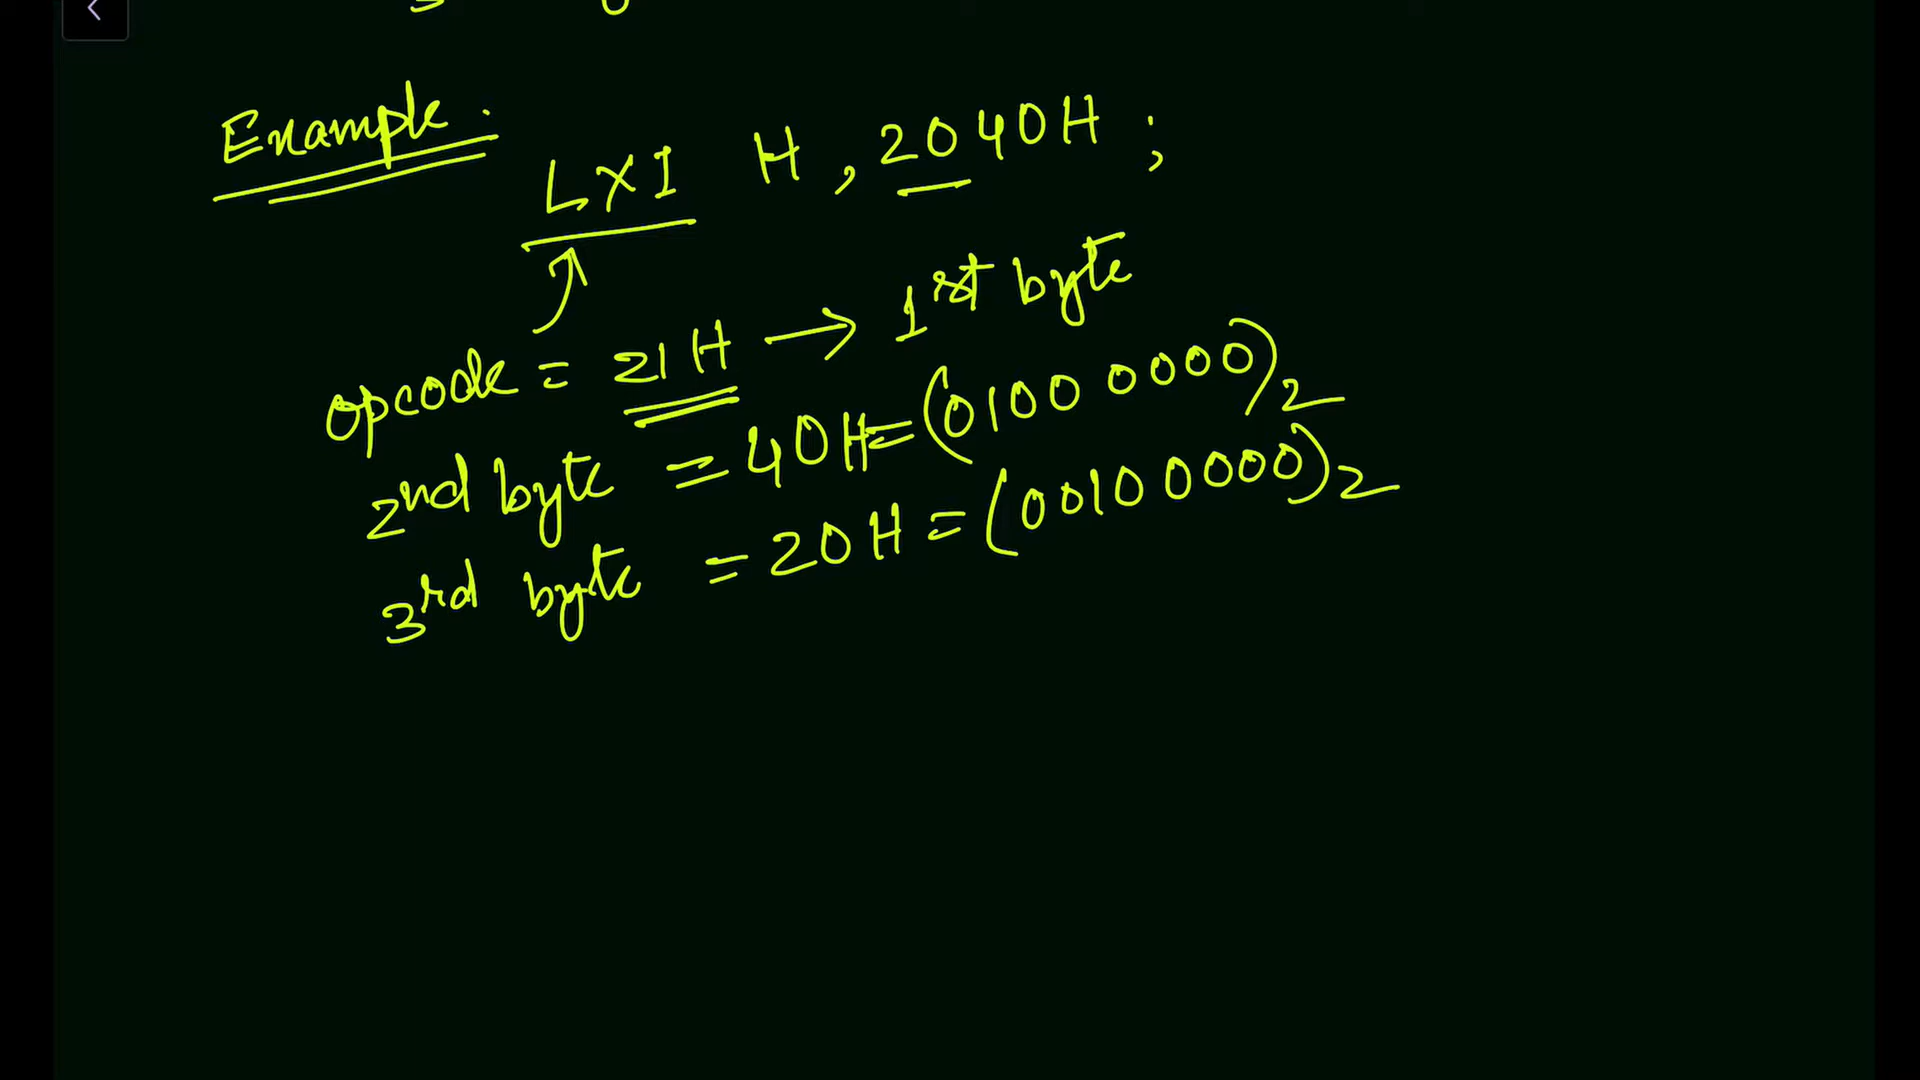 Example.
LXI H, 2040H ;
opcode = 21H → 1st byte
2nd byte = 40H = (0100 0000)2
3rd byte = 20H = (0010 0000)2